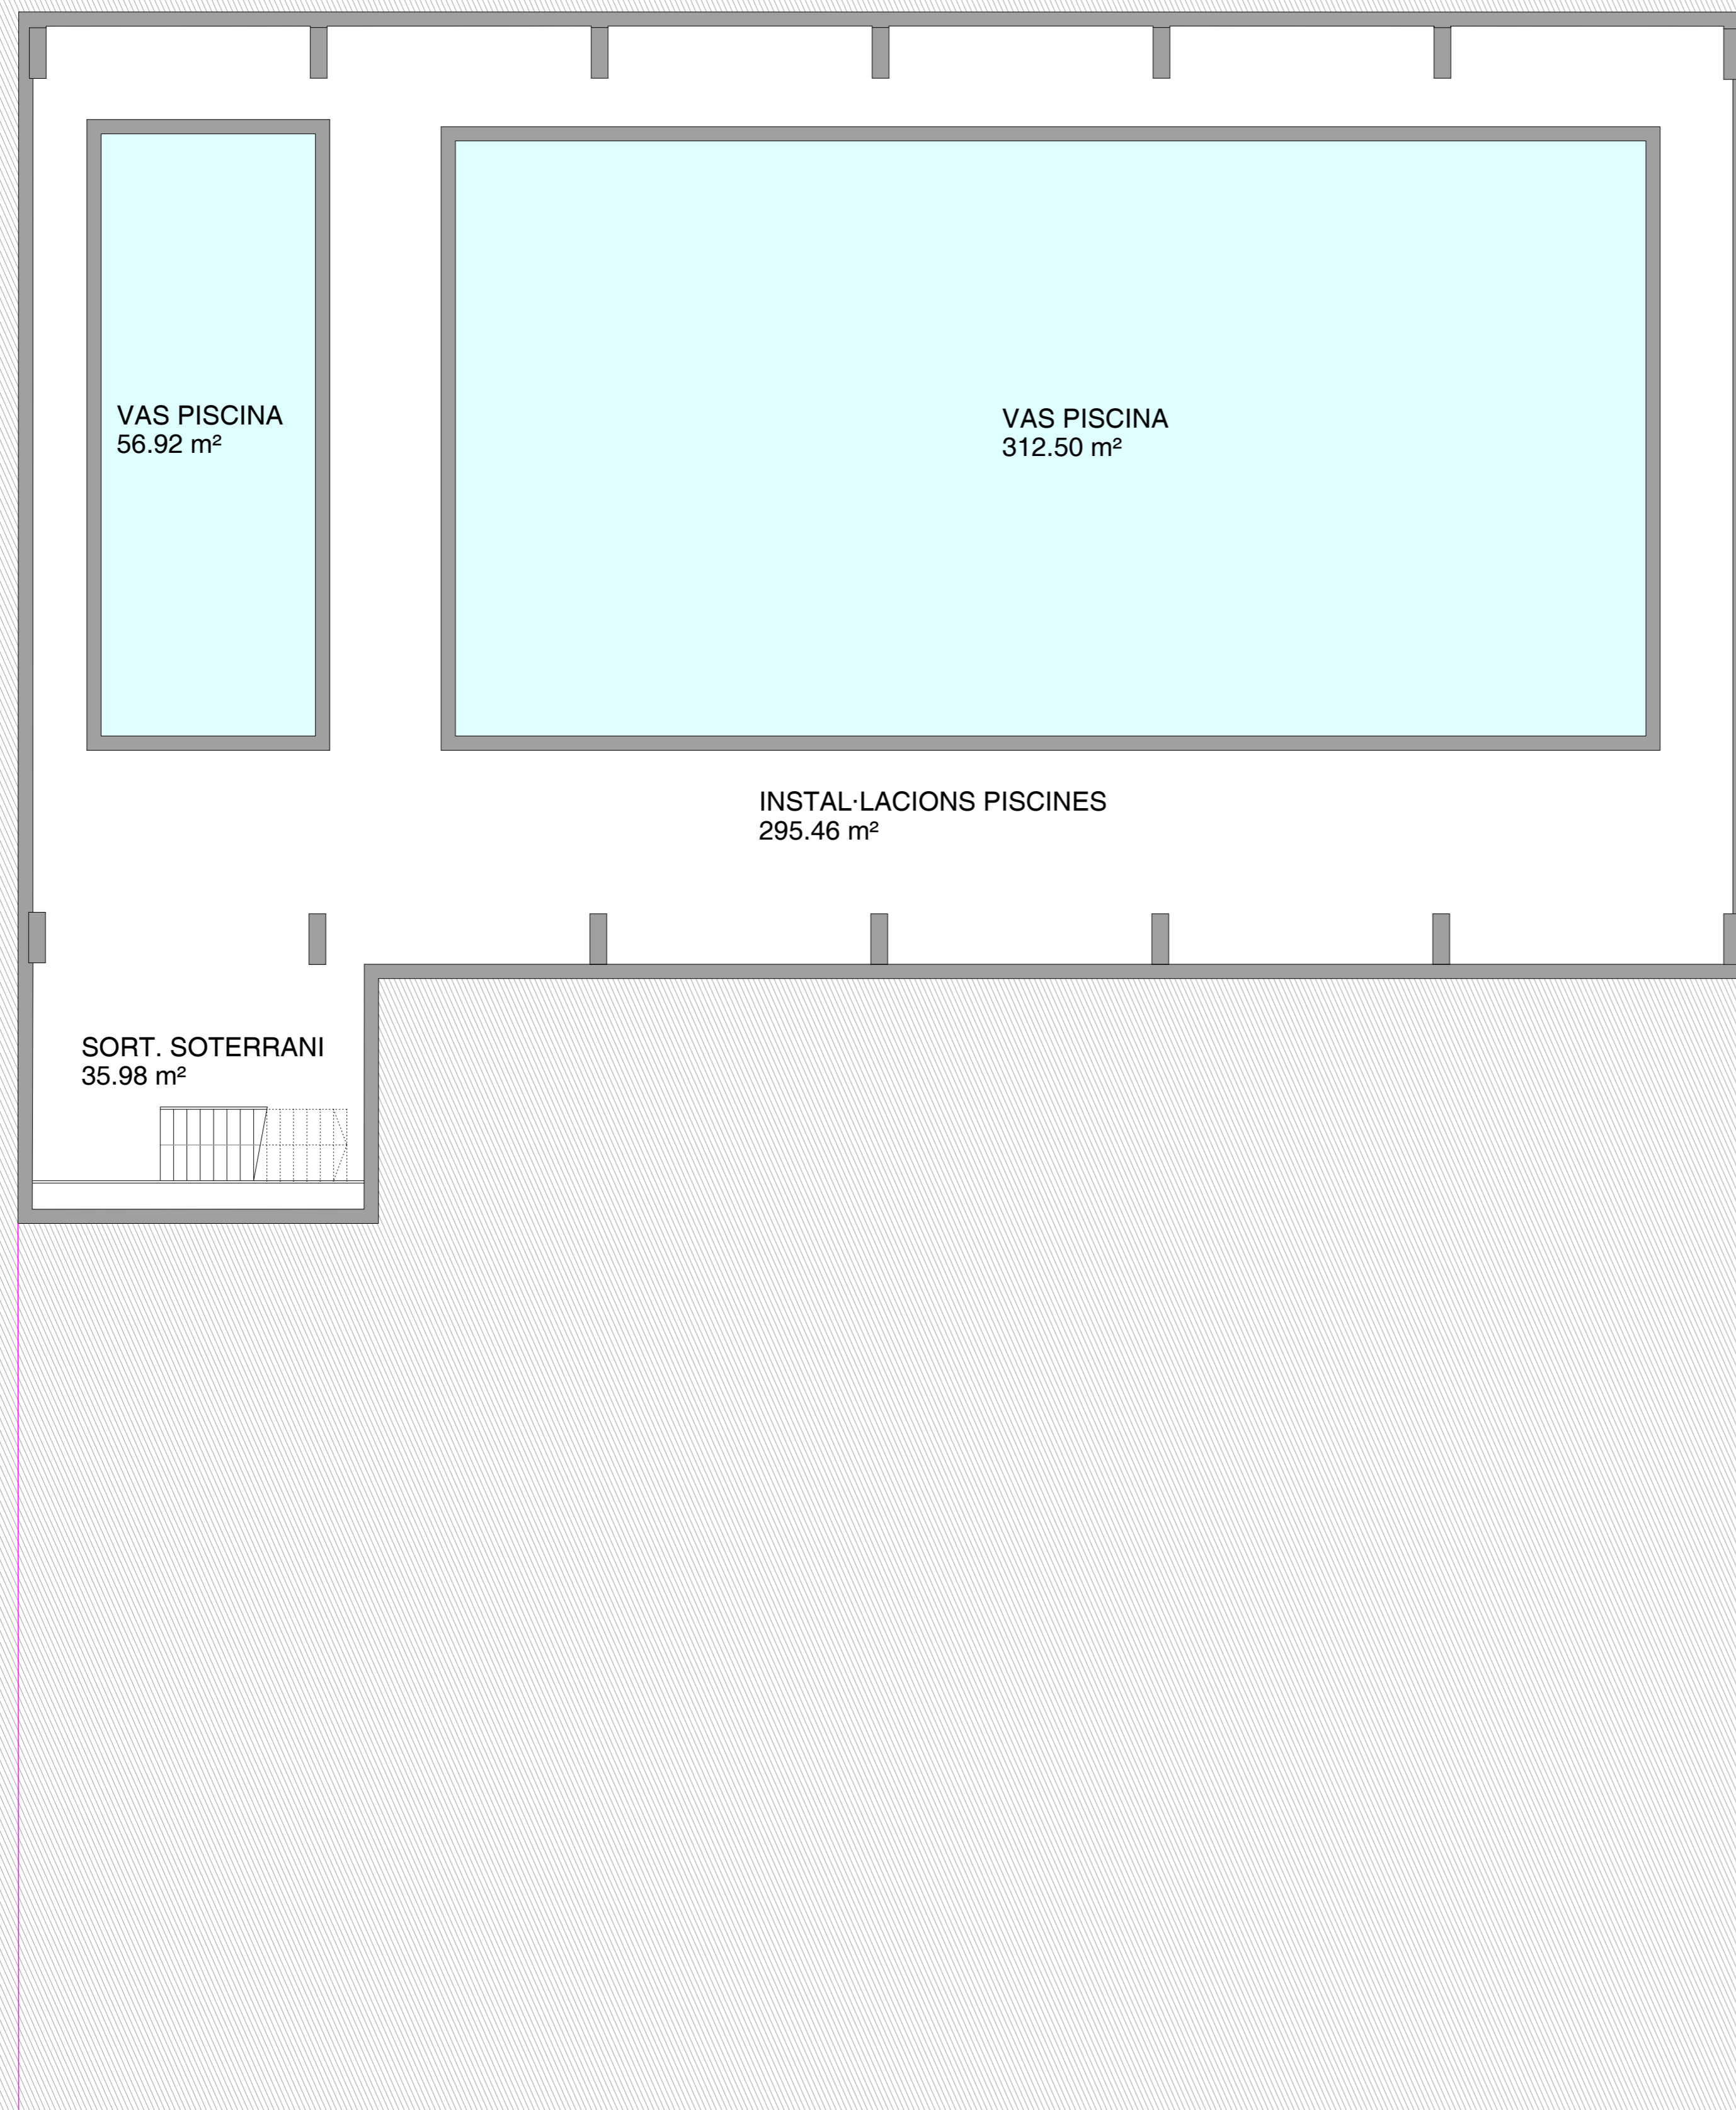 VAS PISCINA
56.92 m²
VAS PISCINA
312.50 m²
INSTAL·LACIONS PISCINES
295.46 m²
SORT. SOTERRANI
35.98 m²